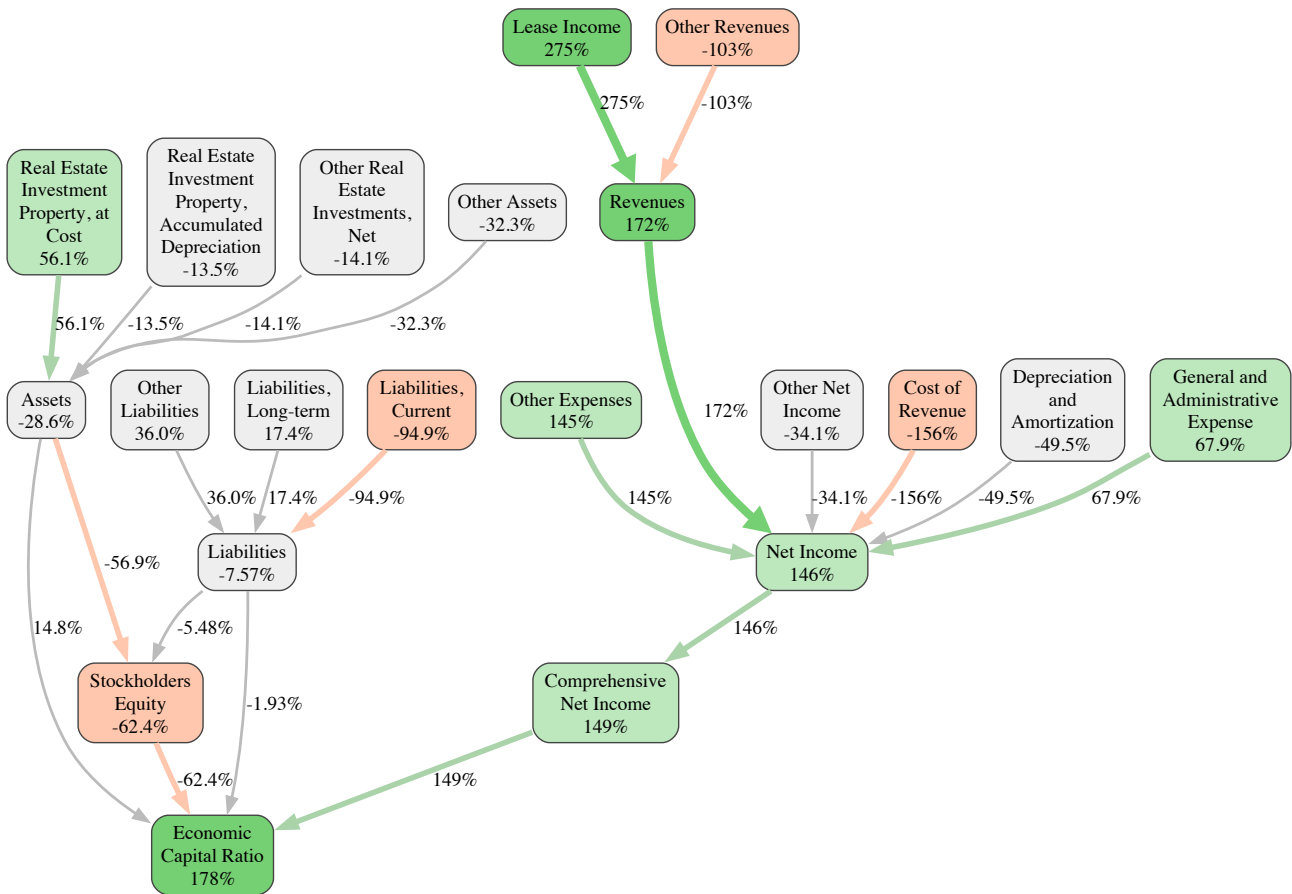 Lease Income
275%
Other Revenues
-103%
275%
-103%
Real Estate
Investment
Property, at
Cost
56.1%
Real Estate
Investment
Property,
Accumulated
Depreciation
-13.5%
Other Real
Estate
Investments,
Net
-14.1%
Other Assets
-32.3%
Revenues
172%
56.1%
-13.5%
-14.1%
-32.3%
Assets
-28.6%
Other
Liabilities
36.0%
Liabilities,
Long-term
17.4%
Liabilities,
Current
-94.9%
Other Expenses
145%
172%
Other Net
Income
-34.1%
Cost of
Revenue
-156%
Depreciation
and
Amortization
-49.5%
General and
Administrative
Expense
67.9%
36.0%
17.4%
-94.9%
145%
-34.1%
-156%
-49.5%
67.9%
-56.9%
Liabilities
-7.57%
Net Income
146%
14.8%
-5.48%
146%
Stockholders
Equity
-62.4%
-1.93%
Comprehensive
Net Income
149%
-62.4%
149%
Economic
Capital Ratio
178%